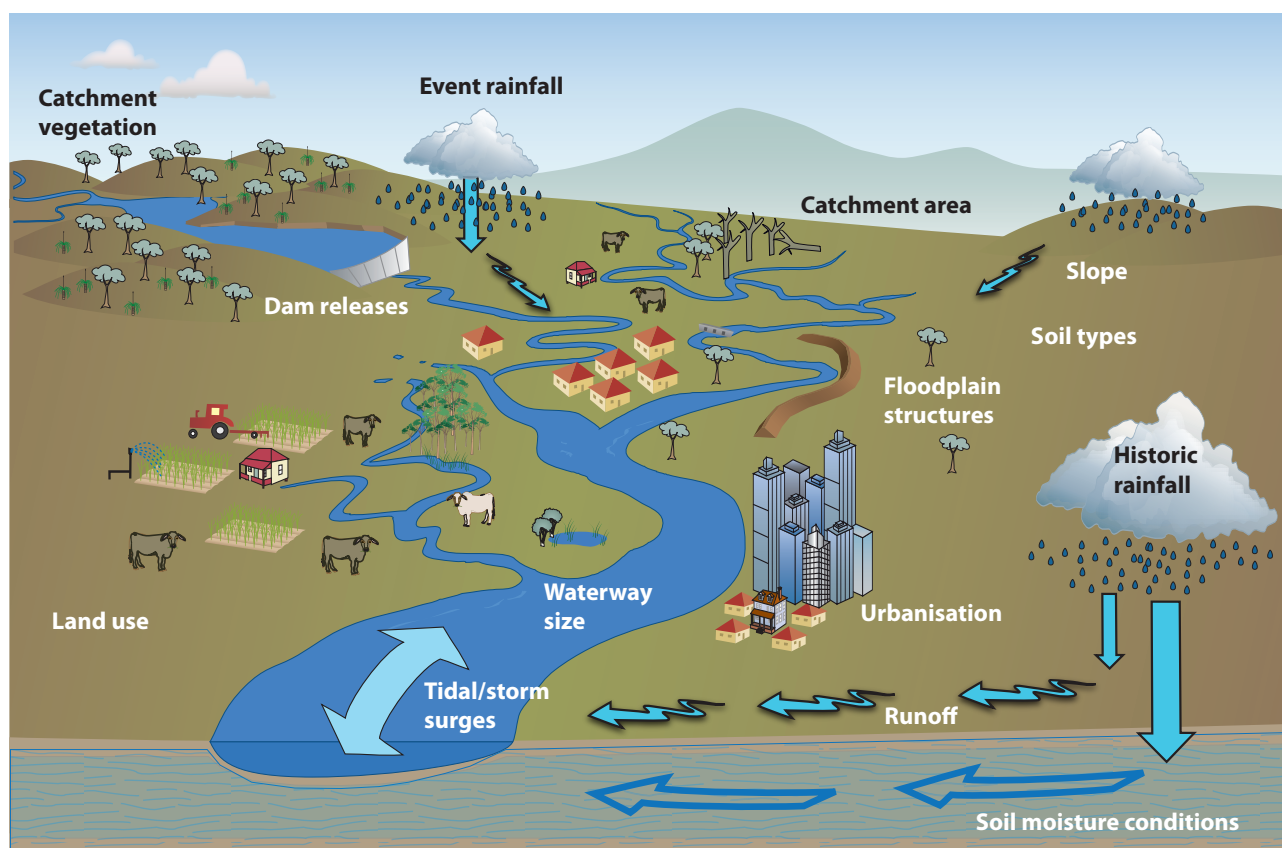 Catchment
vegetation
Event rainfall
Catchment area
Slope
Dam releases
Soil types
Floodplain
structures
Historic
rainfall
Land use
Waterway
size
Urbanisation
Tidal/storm
surges
Runoff
Soil moisture conditions